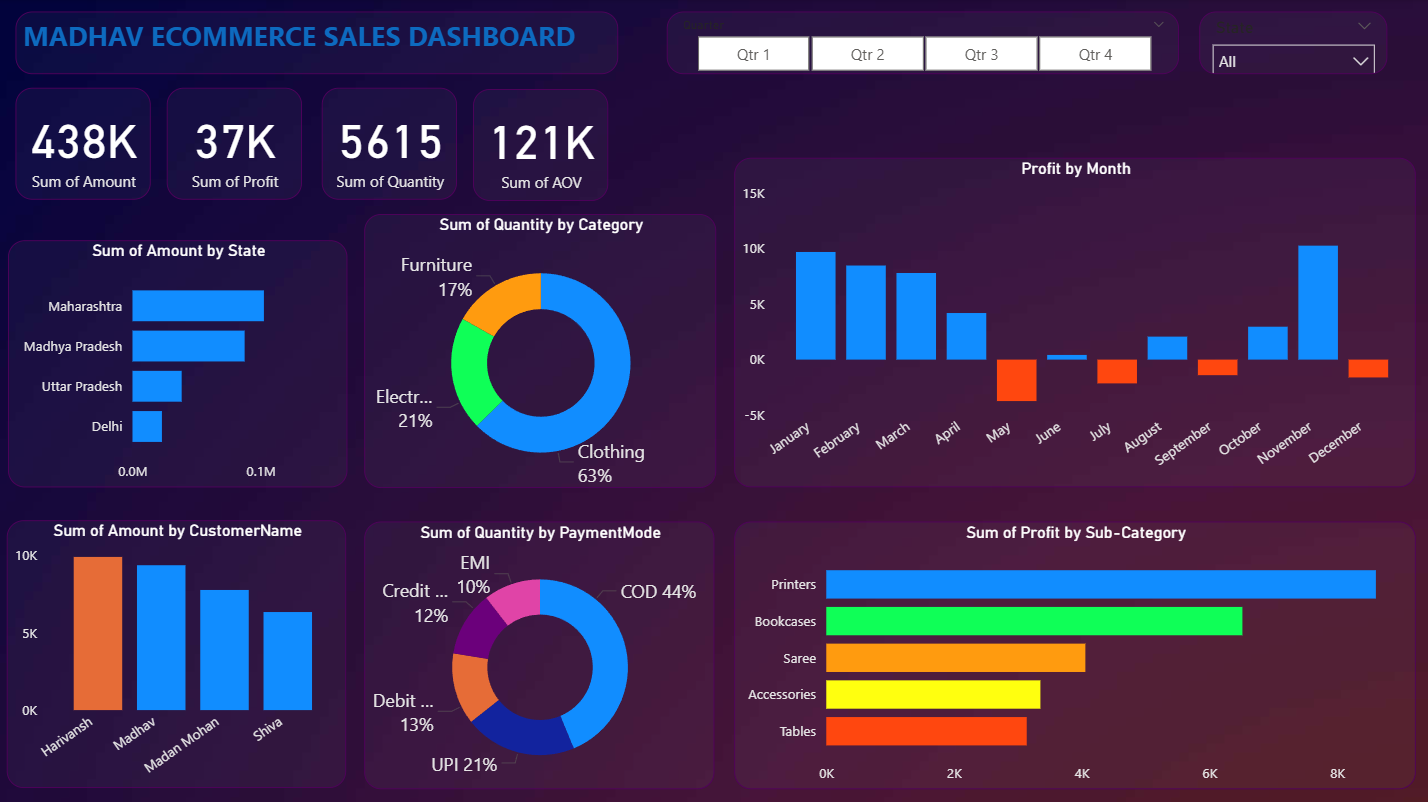 MADHAV ECOMMERCE SALES DASHBOARD
Qtr 1
Qtr 2
Qtr 3
Qtr 4
All
438K
Sum of Amount
37K
Sum of Profit
5615
Sum of Quantity
121K
Sum of AOV
Sum of Amount by State
Maharashtra
Madhya Pradesh
Uttar Pradesh
Delhi
0.0M
0.1M
Sum of Quantity by Category
Furniture
17%
Electr...
21%
Clothing
63%
Profit by Month
15K
10K
5K
0K
-5K
January
February
March
April
May
June
July
August
September
October
November
December
Sum of Amount by CustomerName
10K
5K
0K
Harivansh
Madhav
Madan Mohan
Shiva
Sum of Quantity by PaymentMode
EMI
10%
Credit ...
12%
COD 44%
Debit ...
13%
UPI 21%
Sum of Profit by Sub-Category
Printers
Bookcases
Saree
Accessories
Tables
0K
2K
4K
6K
8K